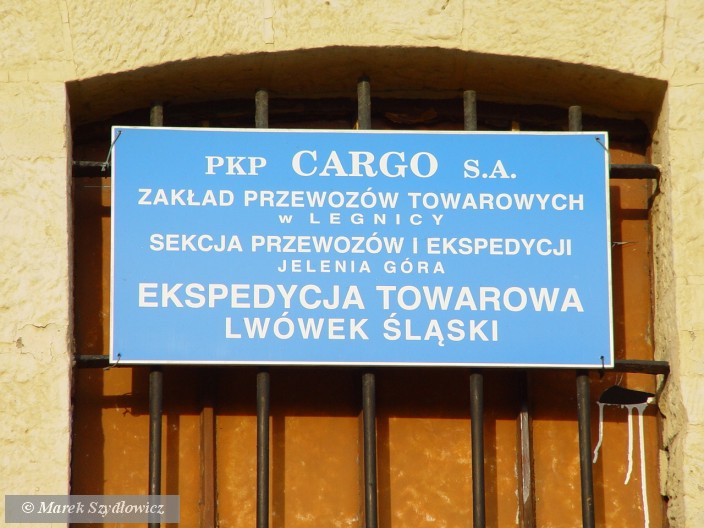 PKP CARGO S.A.
ZAKŁAD PRZEWOZÓW TOWAROWYCH
w LEGNICY
SEKCJA PRZEWOZÓW I EKSPEDYCJI
JELENIA GÓRA
EKSPEDYCJA TOWAROWA
LWÓWEK ŚLĄSKI
© Marek Szydłowicz